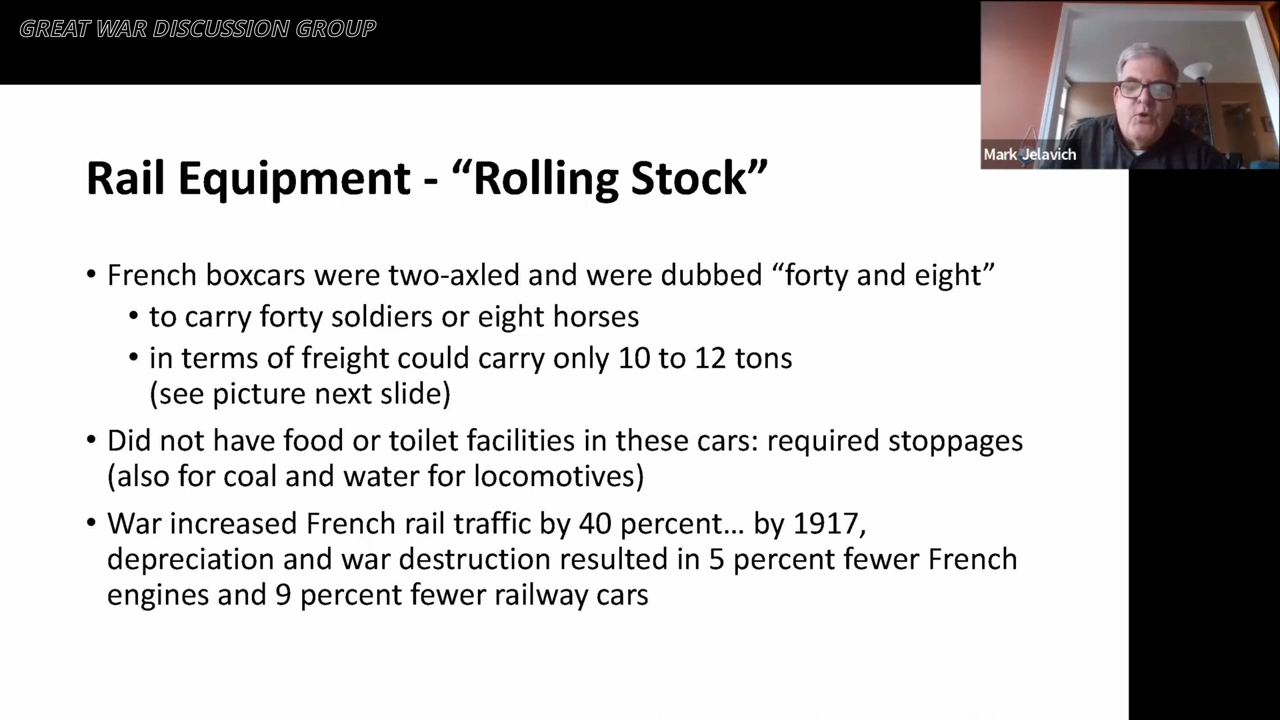 GREAT WAR DISCUSSION GROUP
Mark Jelavich
Rail Equipment - “Rolling Stock”
• French boxcars were two-axled and were dubbed “forty and eight”
• to carry forty soldiers or eight horses
• in terms of freight could carry only 10 to 12 tons
(see picture next slide)
• Did not have food or toilet facilities in these cars: required stoppages
(also for coal and water for locomotives)
• War increased French rail traffic by 40 percent… by 1917,
depreciation and war destruction resulted in 5 percent fewer French
engines and 9 percent fewer railway cars